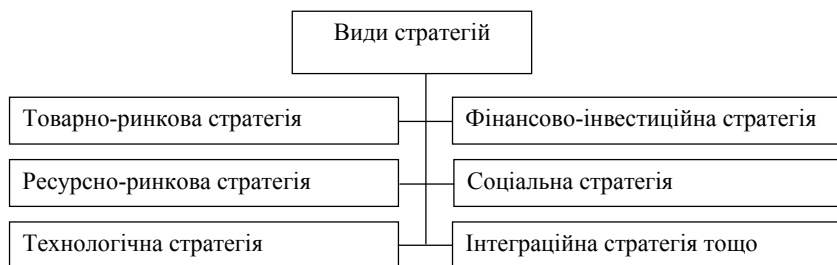 Види стратегій
Товарно-ринкова стратегія
Фінансово-інвестиційна стратегія
Ресурсно-ринкова стратегія
Соціальна стратегія
Технологічна стратегія
Інтеграційна стратегія тощо